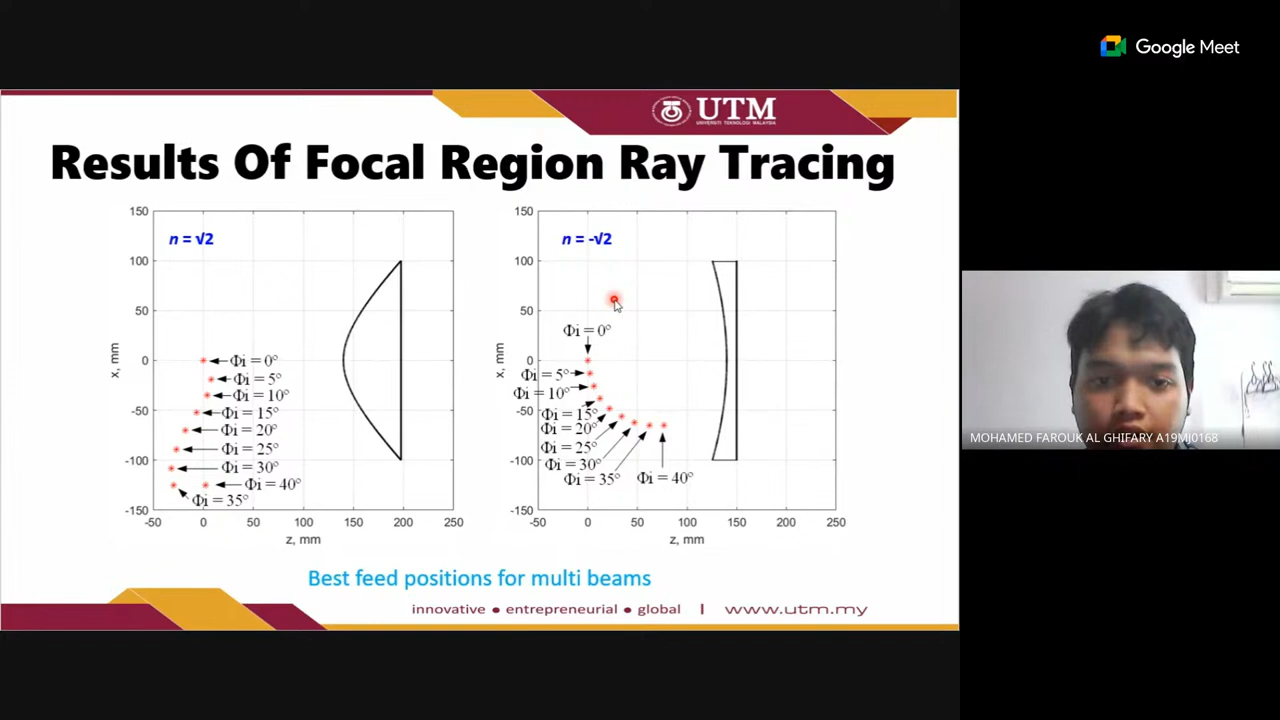 Google Meet
UTM
UNIVERSITI TEKNOLOGI MALAYSIA
Results Of Focal Region Ray Tracing
n = √2
150
100
50
0
-50
-100
-150
x, mm
Φi = 0°
Φi = 5°
Φi = 10°
Φi = 15°
Φi = 20°
Φi = 25°
Φi = 30°
Φi = 40°
Φi = 35°
-50 0 50 100 150 200 250
z, mm
n = -√2
150
100
50
0
-50
-100
-150
x, mm
Φi = 0°
Φi = 5°
Φi = 10°
Φi = 15°
Φi = 20°
Φi = 25°
Φi = 30°
Φi = 35°
Φi = 40°
-50 0 50 100 150 200 250
z, mm
MOHAMED FAROUK AL GHIFARY A19MJ0168
Best feed positions for multi beams
innovative ● entrepreneurial ● global | www.utm.my